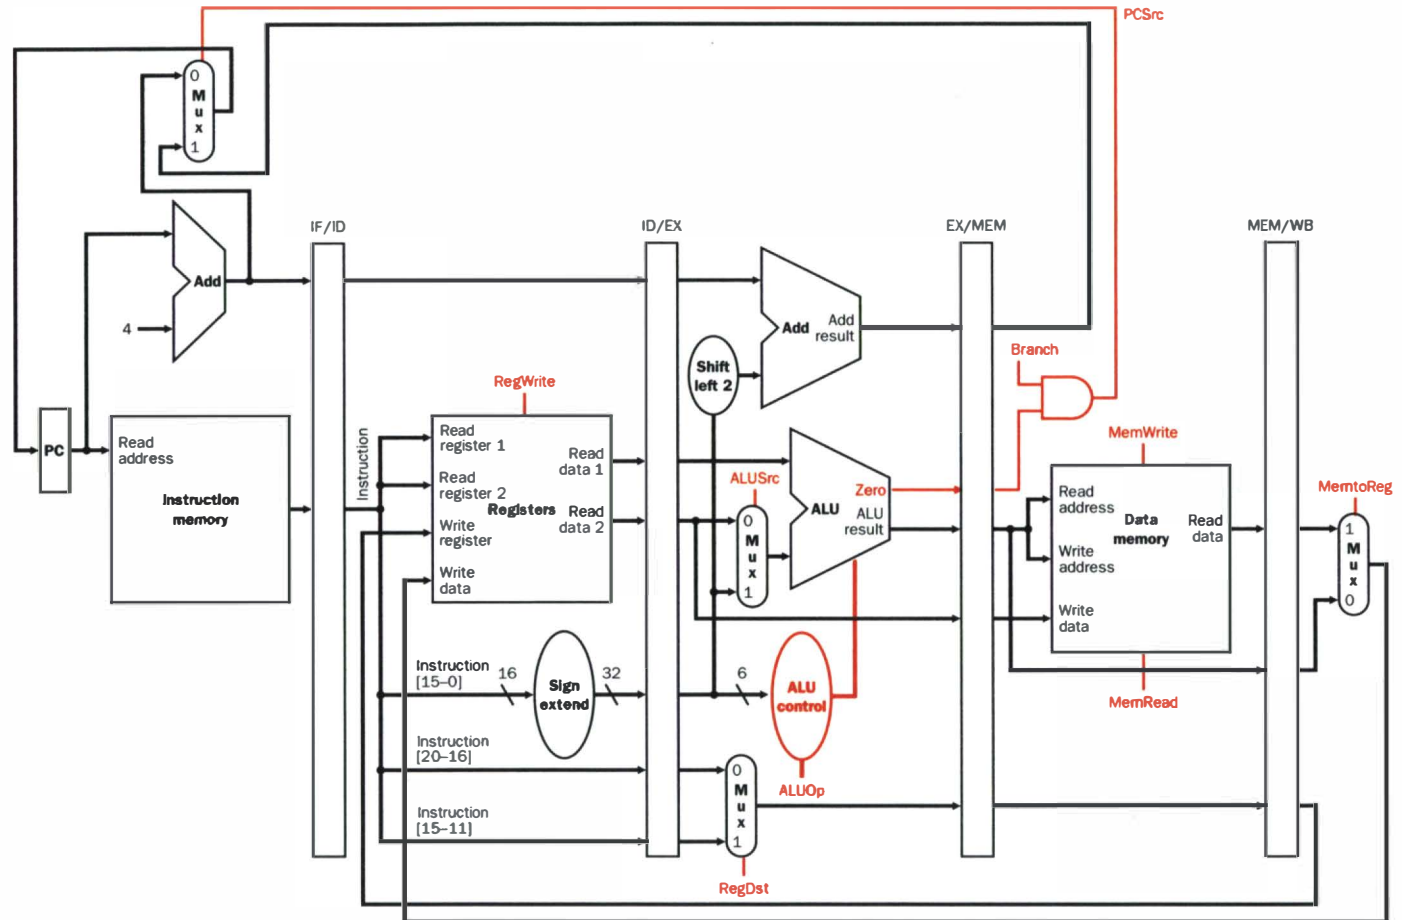 PCSrc
0
M
u
x
1
IF/ID
ID/EX
EX/MEM
MEM/WB
Add
4
Add
Add
result
Shift
left 2
Branch
RegWrite
PC
Read
address
Instruction
memory
Instruction
Read
register 1
Read
register 2
Write
register
Write
data
Registers
Read
data 1
Read
data 2
ALUSrc
0
M
u
x
1
Zero
ALU
ALU
result
MemWrite
Read
address
Write
address
Write
data
Data
memory
Read
data
MemRead
MemtoReg
1
M
u
x
0
Instruction
[15–0]
16
Sign
extend
32
6
ALU
control
ALUOp
Instruction
[20–16]
Instruction
[15–11]
0
M
u
x
1
RegDst